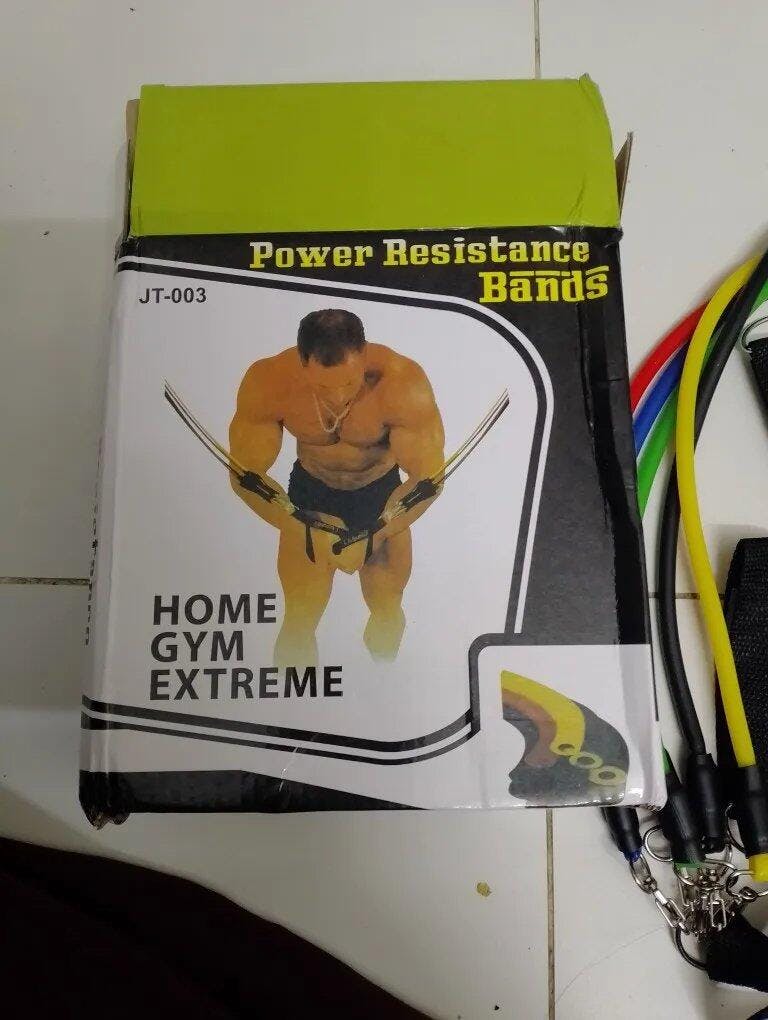 Power Resistance
Bands
JT-003
HOME
GYM
EXTREME